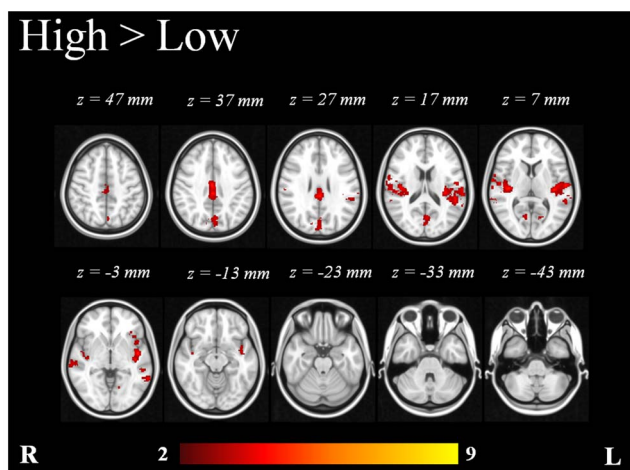 High > Low
z = 47 mm z = 37 mm z = 27 mm z = 17 mm z = 7 mm
z = -3 mm z = -13 mm z = -23 mm z = -33 mm z = -43 mm
R 2 9 L